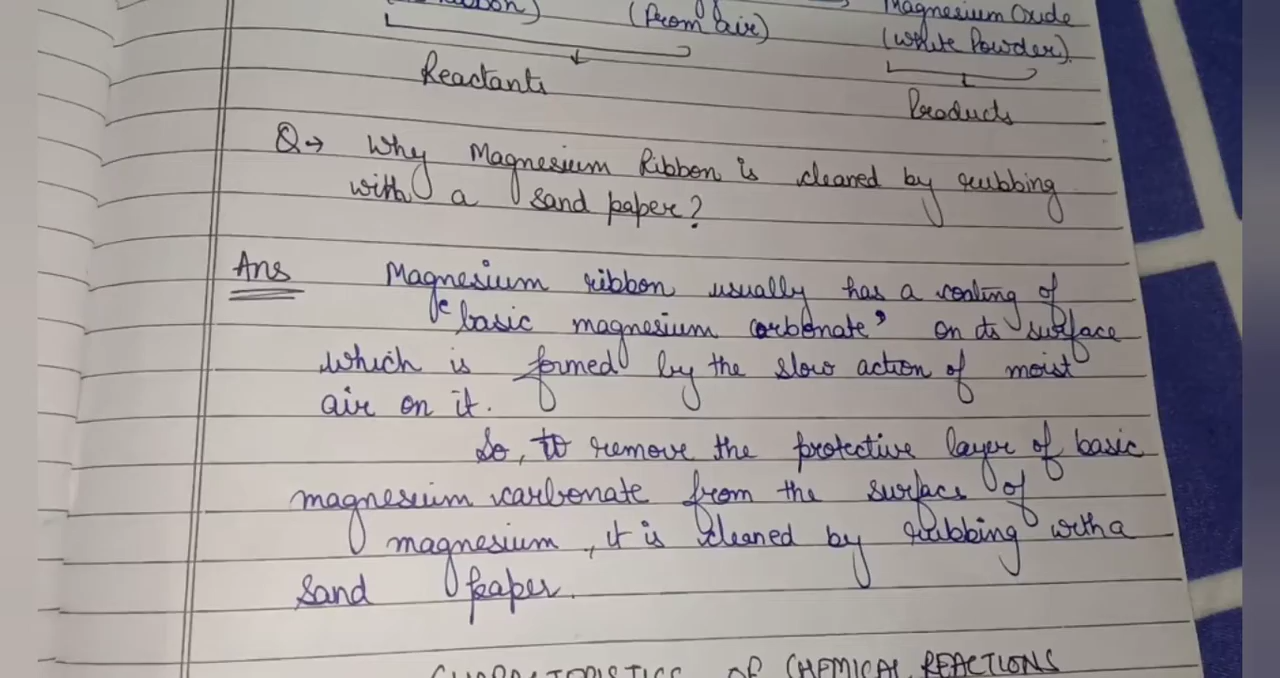 (From air)
Magnesium Oxide
(White Powder).
Reactants
Products
Q→ Why Magnesium Ribbon is cleaned by rubbing
with a sand paper?
Ans Magnesium ribbon usually has a coating of
"basic magnesium carbonate" on its surface
which is formed by the slow action of moist
air on it.
So, to remove the protective layer of basic
magnesium carbonate from the surface of
magnesium, it is cleaned by rubbing with a
sand paper.
CHARACTERISTICS OF CHEMICAL REACTIONS